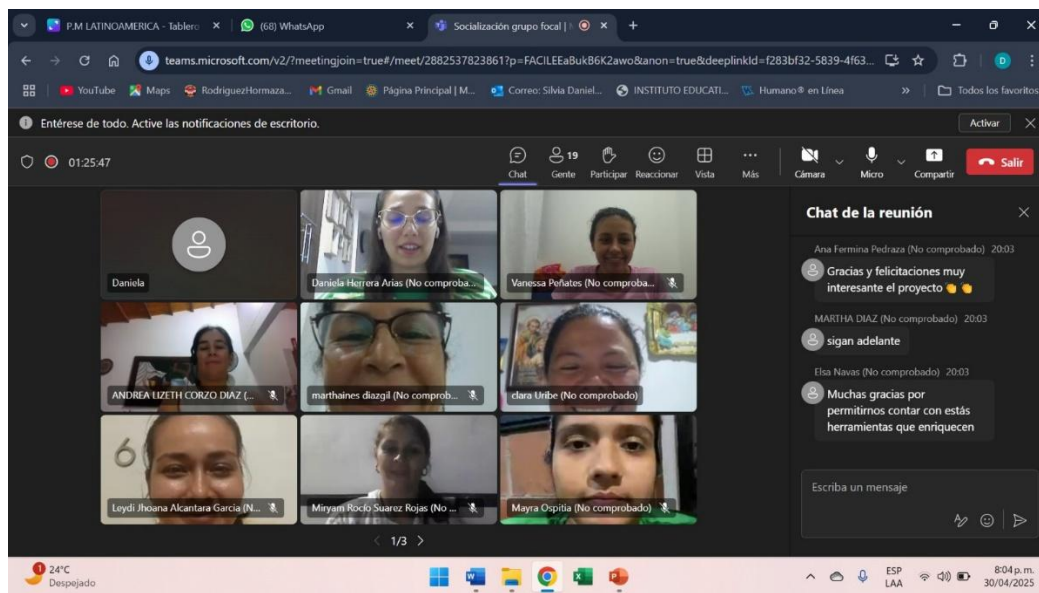 P.M LATINOAMERICA - Tablero
(68) WhatsApp
Socialización grupo focal | M
teams.microsoft.com/v2/?meetingjoin=true#/meet/2882537823861?p=FACILEEaBukB6K2awo&anon=true&deeplinkId=f283bf32-5839-4f63...
D
YouTube
Maps
RodriguezHormaza...
Gmail
Página Principal | M...
Correo: Silvia Daniel...
INSTITUTO EDUCATI...
Humano® en Línea
»
Todos los favoritos
Entérese de todo. Active las notificaciones de escritorio.
Activar
01:25:47
Chat
19
Gente
Participar
Reaccionar
Vista
Más
Cámara
Micro
Compartir
Salir
Daniela
Daniela Herrera Arias (No comproba...
Vanessa Peñates (No comproba...
ANDREA LIZETH CORZO DIAZ (...
marthaines diazgil (No comprob...
clara Uribe (No comprobado)
6
Leydi Jhoana Alcantara Garcia (N...
Miryam Rocío Suarez Rojas (No ...
Mayra Ospitia (No comprobado)
1/3
Chat de la reunión
Ana Fermina Pedraza (No comprobado) 20:03
Gracias y felicitaciones muy
interesante el proyecto 👏 👏
MARTHA DIAZ (No comprobado) 20:03
sigan adelante
Elsa Navas (No comprobado) 20:03
Muchas gracias por
permitirnos contar con estás
herramientas que enriquecen
Escriba un mensaje
1
24°C
Despejado
ESP
LAA
8:04 p. m.
30/04/2025